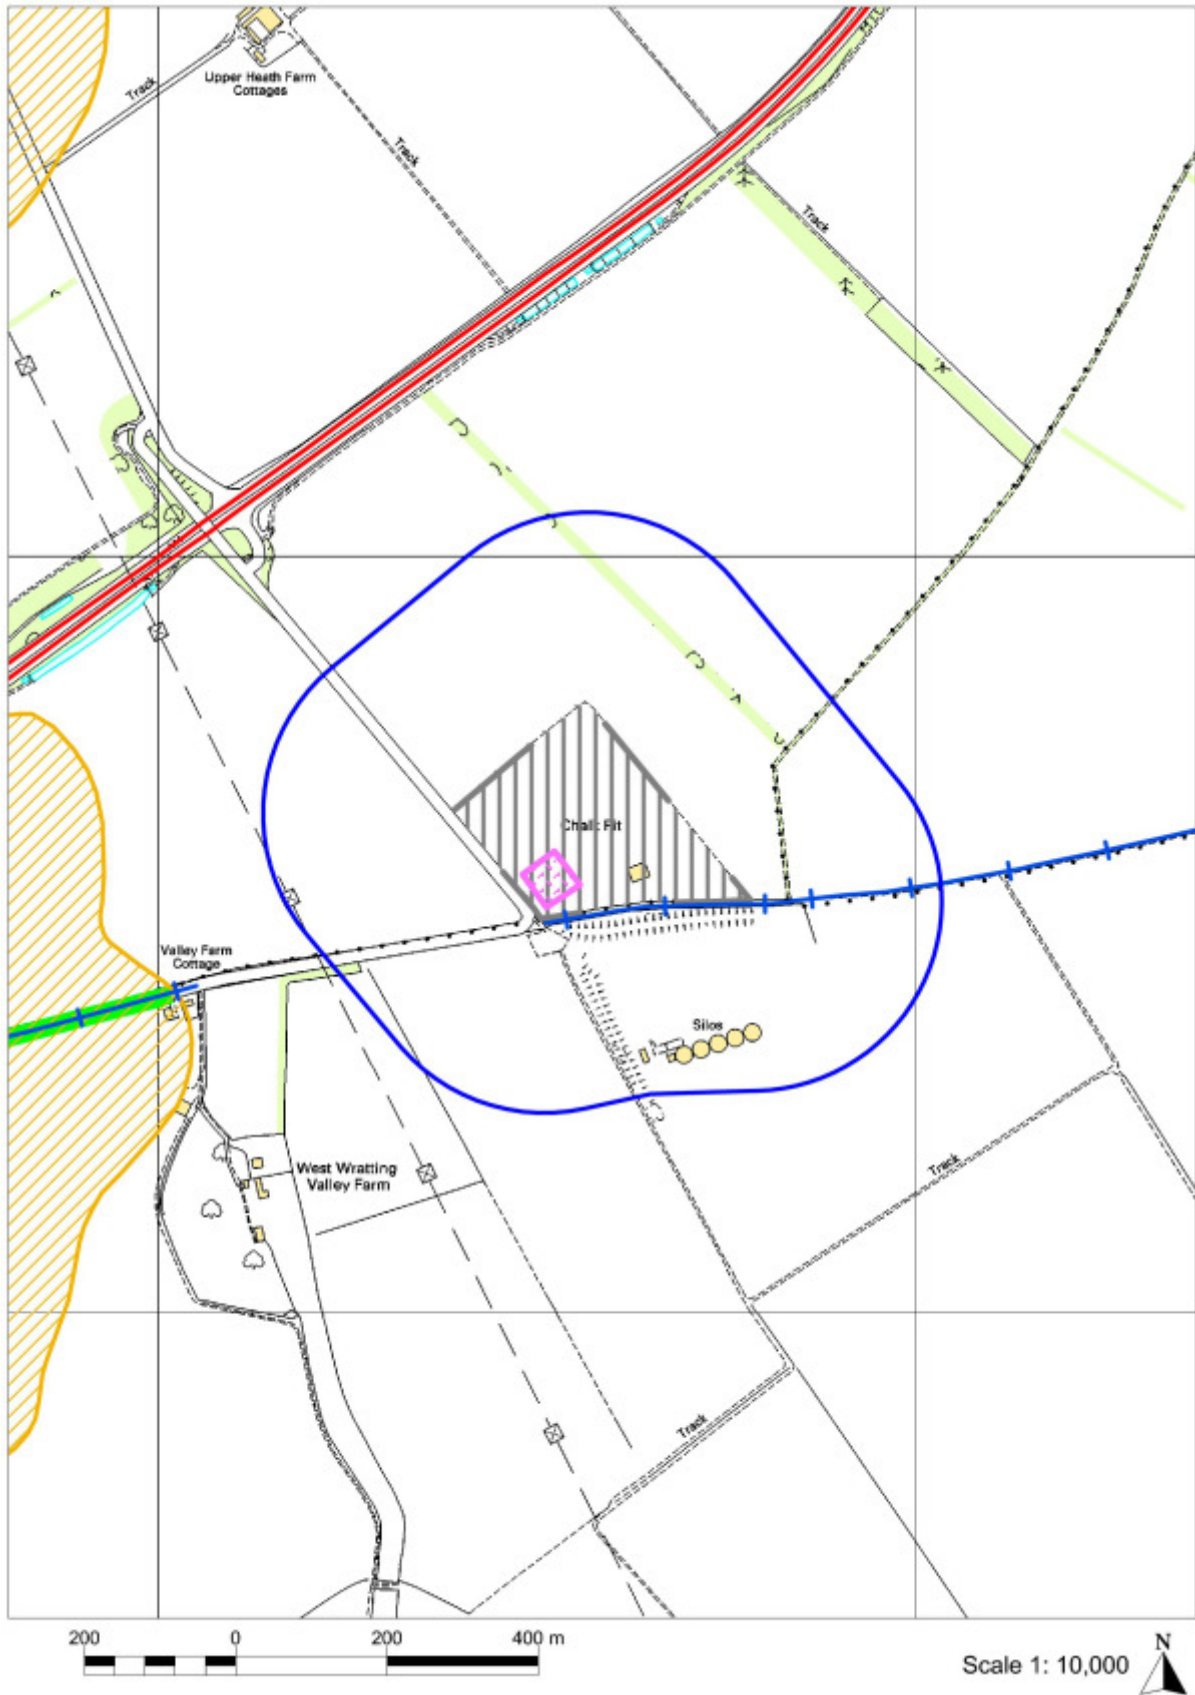 Upper Heath Farm
Cottages
Track
Track
Track
Chalk Pit
Valley Farm
Cottage
Silos
West Wratting
Valley Farm
Track
Track
200 0 200 400 m
Scale 1: 10,000
N